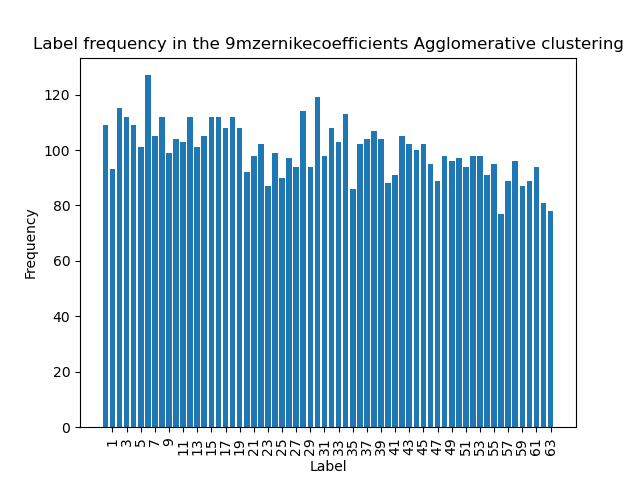 Label frequency in the 9mzernikecoefficients Agglomerative clustering
120
100
80
60
40
20
0
Frequency
1 3 5 7 9 11 13 15 17 19 21 23 25 27 29 31 33 35 37 39 41 43 45 47 49 51 53 55 57 59 61 63
Label